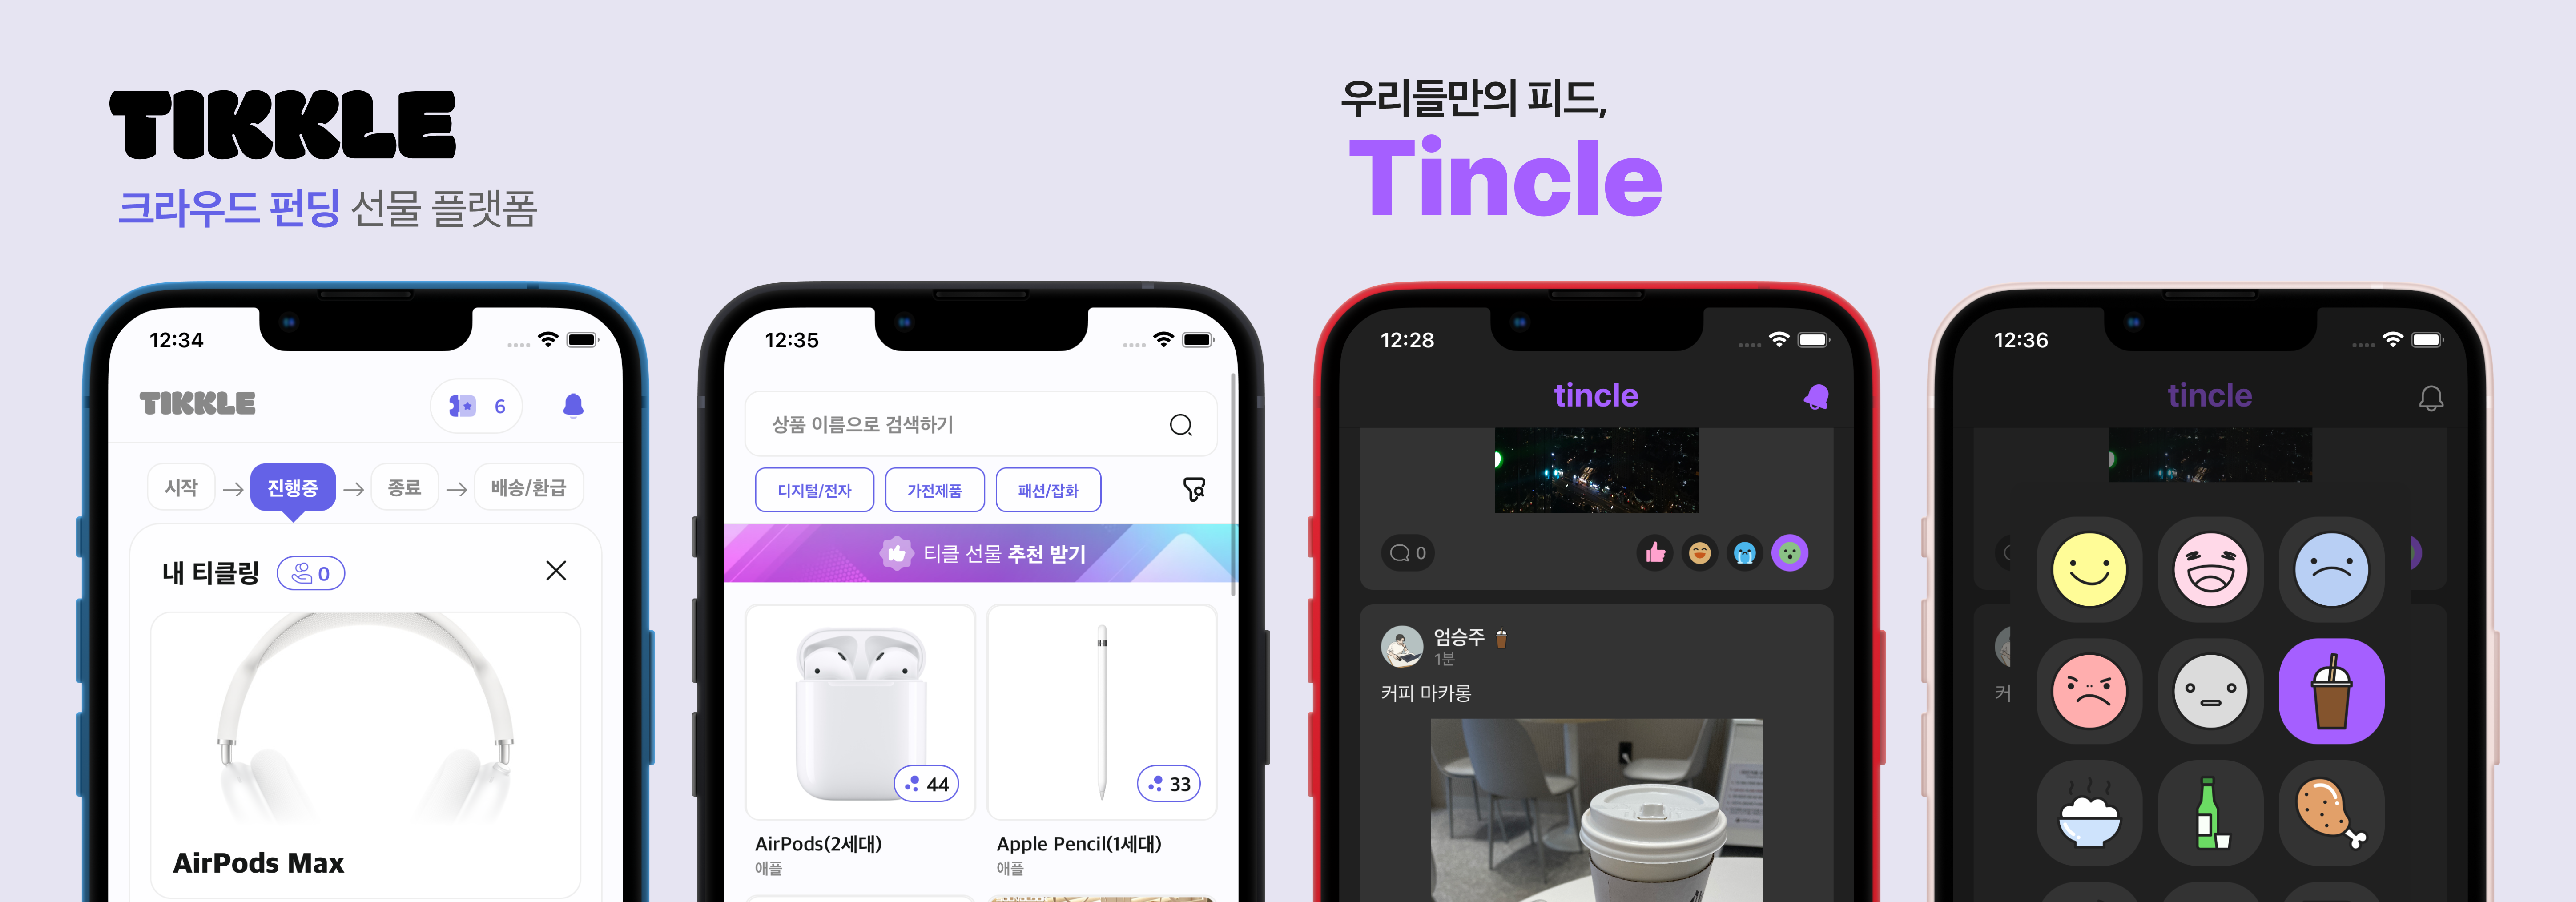 TIKKLE
크라우드 펀딩 선물 플랫폼
12:34
TIKKLE
6
시작 → 진행중 → 종료 → 배송/환급
내 티클링 0
AirPods Max
12:35
상품 이름으로 검색하기
디지털/전자 가전제품 패션/잡화
티클 선물 추천 받기
44
33
AirPods(2세대)
애플
Apple Pencil(1세대)
애플
우리들만의 피드,
Tincle
12:28
tincle
0
엄승주
1분
커피 마카롱
12:36
tincle
커